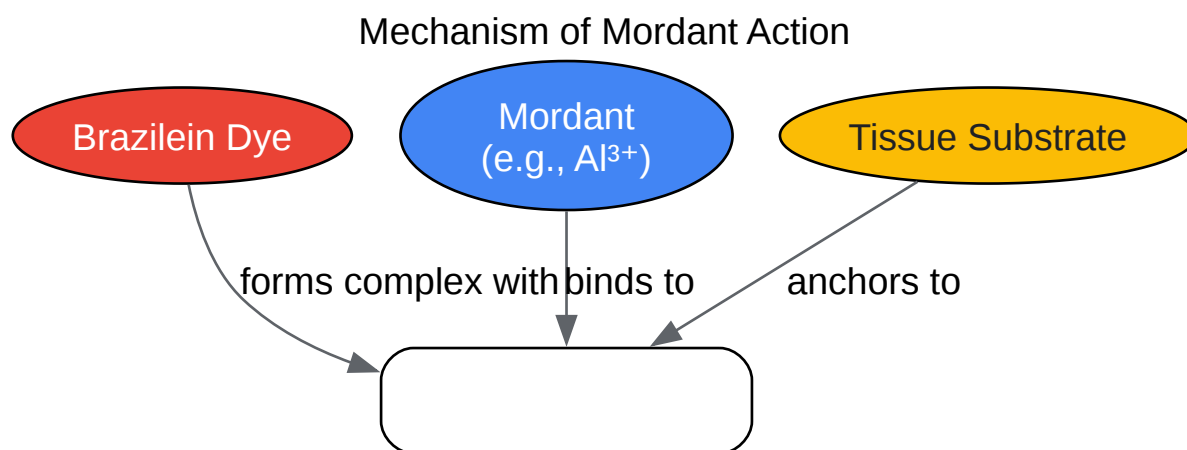 Mechanism of Mordant Action
Brazilein Dye
Mordant
(e.g., Al³⁺)
Tissue Substrate
forms complex with
binds to
anchors to